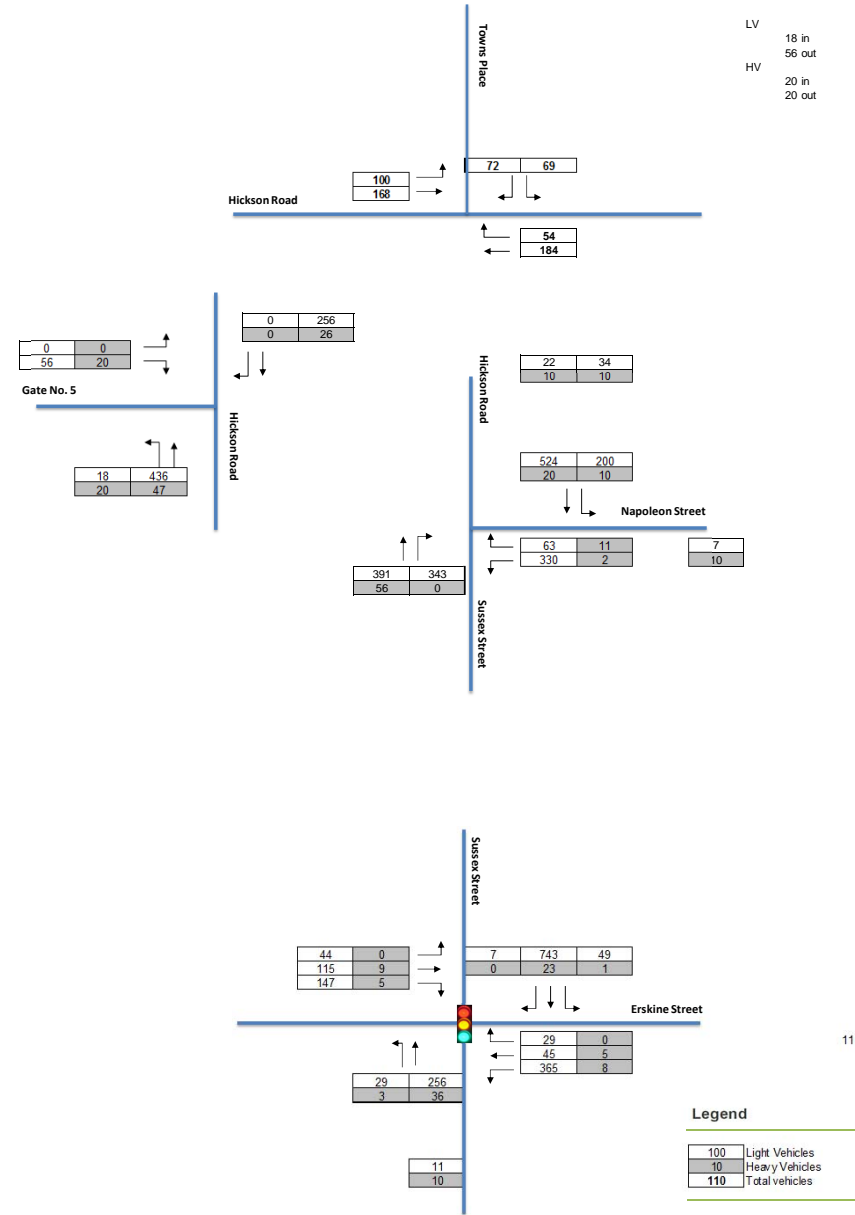 LV
18 in
56 out
HV
20 in
20 out
Towns Place
72 69
100
168
Hickson Road
54
184
0 256
0 26
0 0
56 20
Gate No. 5
Hickson Road
18 436
20 47
Hickson Road
22 34
10 10
524 200
20 10
Napoleon Street
63 11
330 2
7
10
391 343
56 0
Sussex Street
Sussex Street
44 0
115 9
147 5
7 743 49
0 23 1
Erskine Street
29 0
45 5
365 8
11
29 256
3 36
11
10
Legend
100 Light Vehicles
10 Heavy Vehicles
110 Total vehicles